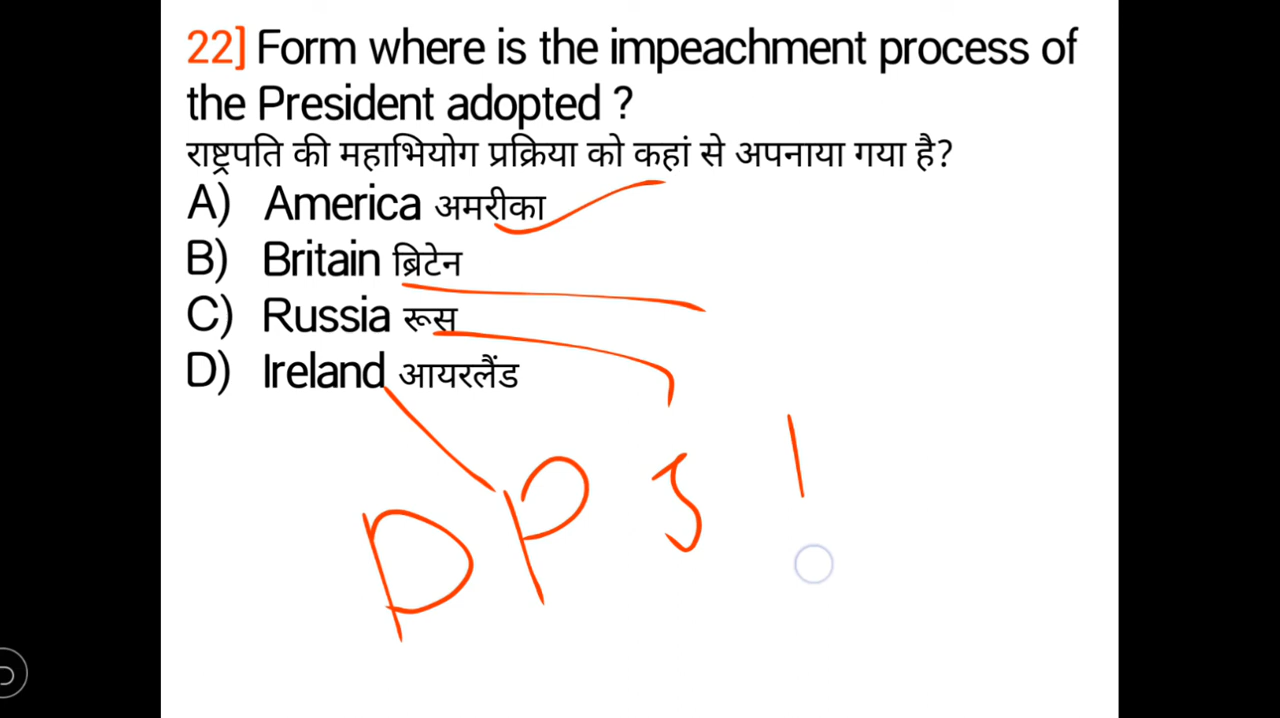 22] Form where is the impeachment process of
the President adopted ?
राष्ट्रपति की महाभियोग प्रक्रिया को कहां से अपनाया गया है?
A) America अमरीका
B) Britain ब्रिटेन
C) Russia रूस
D) Ireland आयरलैंड
DPS